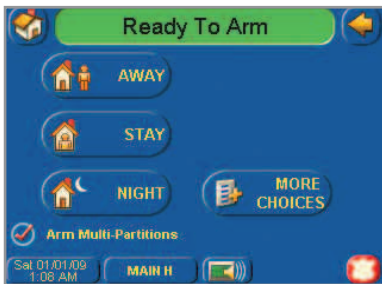 Ready To Arm
AWAY
STAY
NIGHT
MORE
CHOICES
Arm Multi-Partitions
Sat 01/01/09
1:08 AM
MAIN H